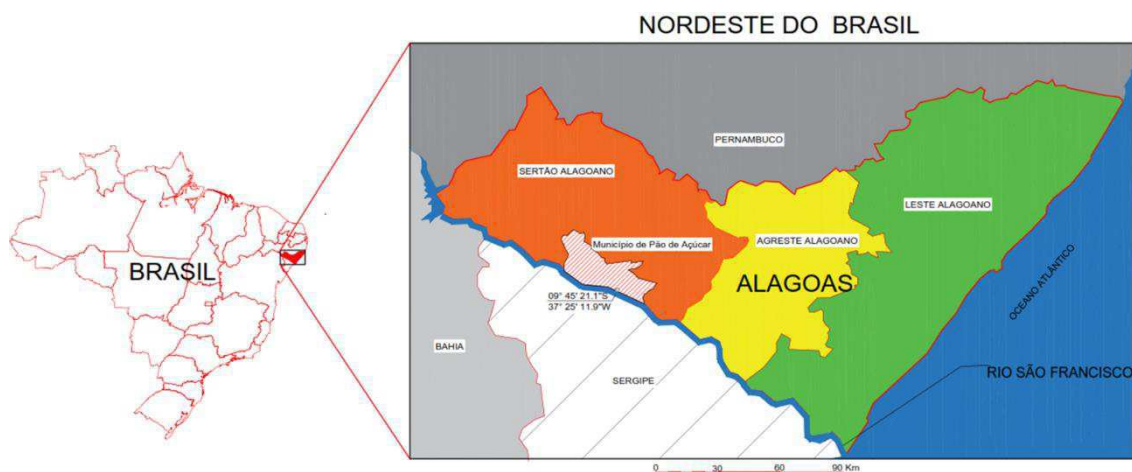 NORDESTE DO BRASIL
PERNAMBUCO
SERTÃO ALAGOANO
LESTE ALAGOANO
Município de Pão de Açúcar
AGRESTE ALAGOANO
BRASIL
ALAGOAS
09° 45' 21.1"S
37° 25' 11.9"W
OCEANO ATLÂNTICO
BAHIA
SERGIPE
RIO SÃO FRANCISCO
0 30 60 90 Km